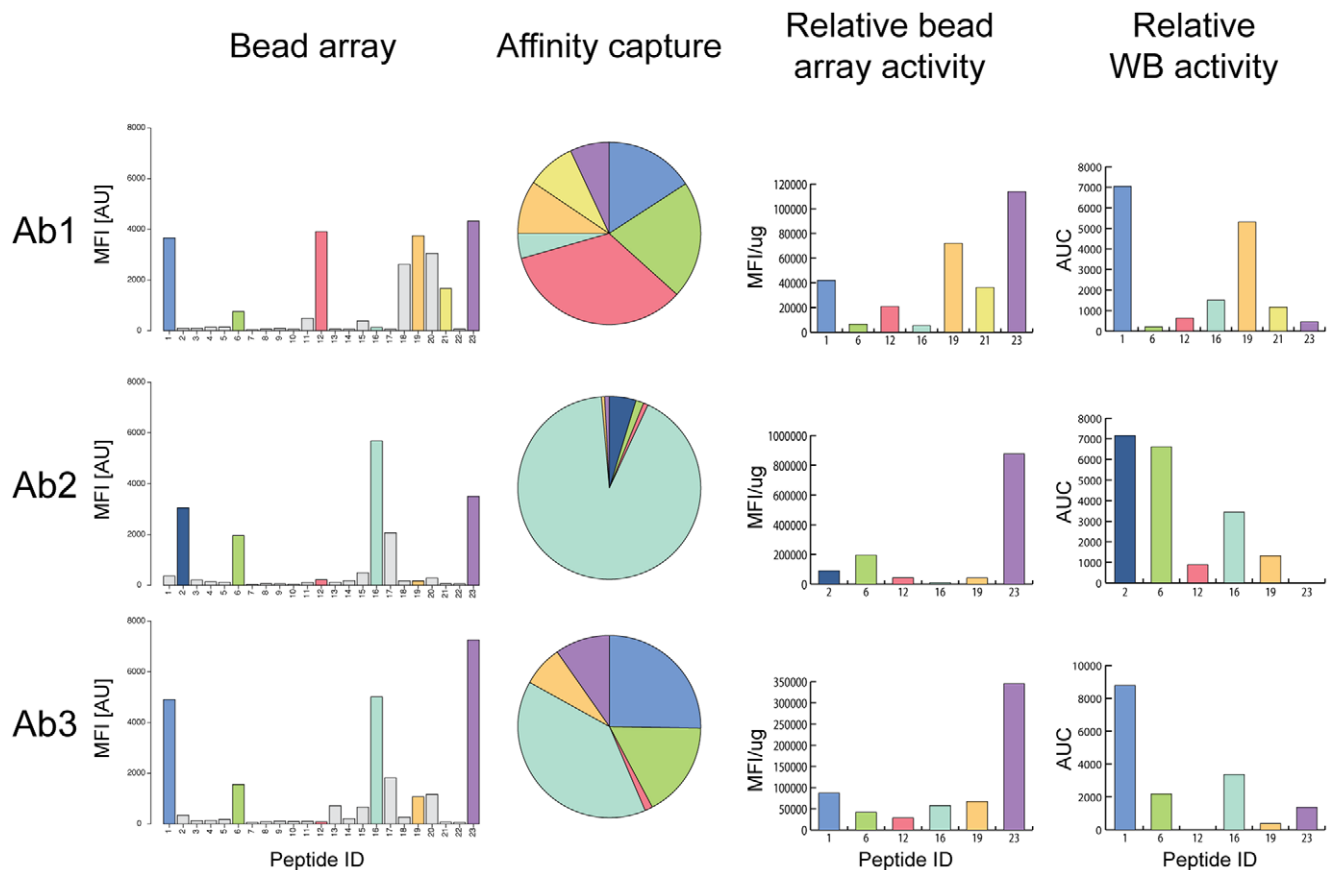 Bead array
Affinity capture
Relative bead
array activity
Relative
WB activity
Ab1
MFI [AU]
8000
6000
4000
2000
0
1 2 3 4 5 6 7 8 9 10 11 12 13 14 15 16 17 18 19 20 21 22 23
MFI/ug
120000
100000
80000
60000
40000
20000
0
1 6 12 16 19 21 23
AUC
8000
7000
6000
5000
4000
3000
2000
1000
0
1 6 12 16 19 21 23
Ab2
MFI [AU]
8000
6000
4000
2000
0
1 2 3 4 5 6 7 8 9 10 11 12 13 14 15 16 17 18 19 20 21 22 23
MFI/ug
1000000
800000
600000
400000
200000
0
2 6 12 16 19 23
AUC
8000
7000
6000
5000
4000
3000
2000
1000
0
2 6 12 16 19 23
Ab3
MFI [AU]
8000
6000
4000
2000
0
1 2 3 4 5 6 7 8 9 10 11 12 13 14 15 16 17 18 19 20 21 22 23
Peptide ID
MFI/ug
350000
300000
250000
200000
150000
100000
50000
0
1 6 12 16 19 23
Peptide ID
AUC
10000
8000
6000
4000
2000
0
1 6 12 16 19 23
Peptide ID